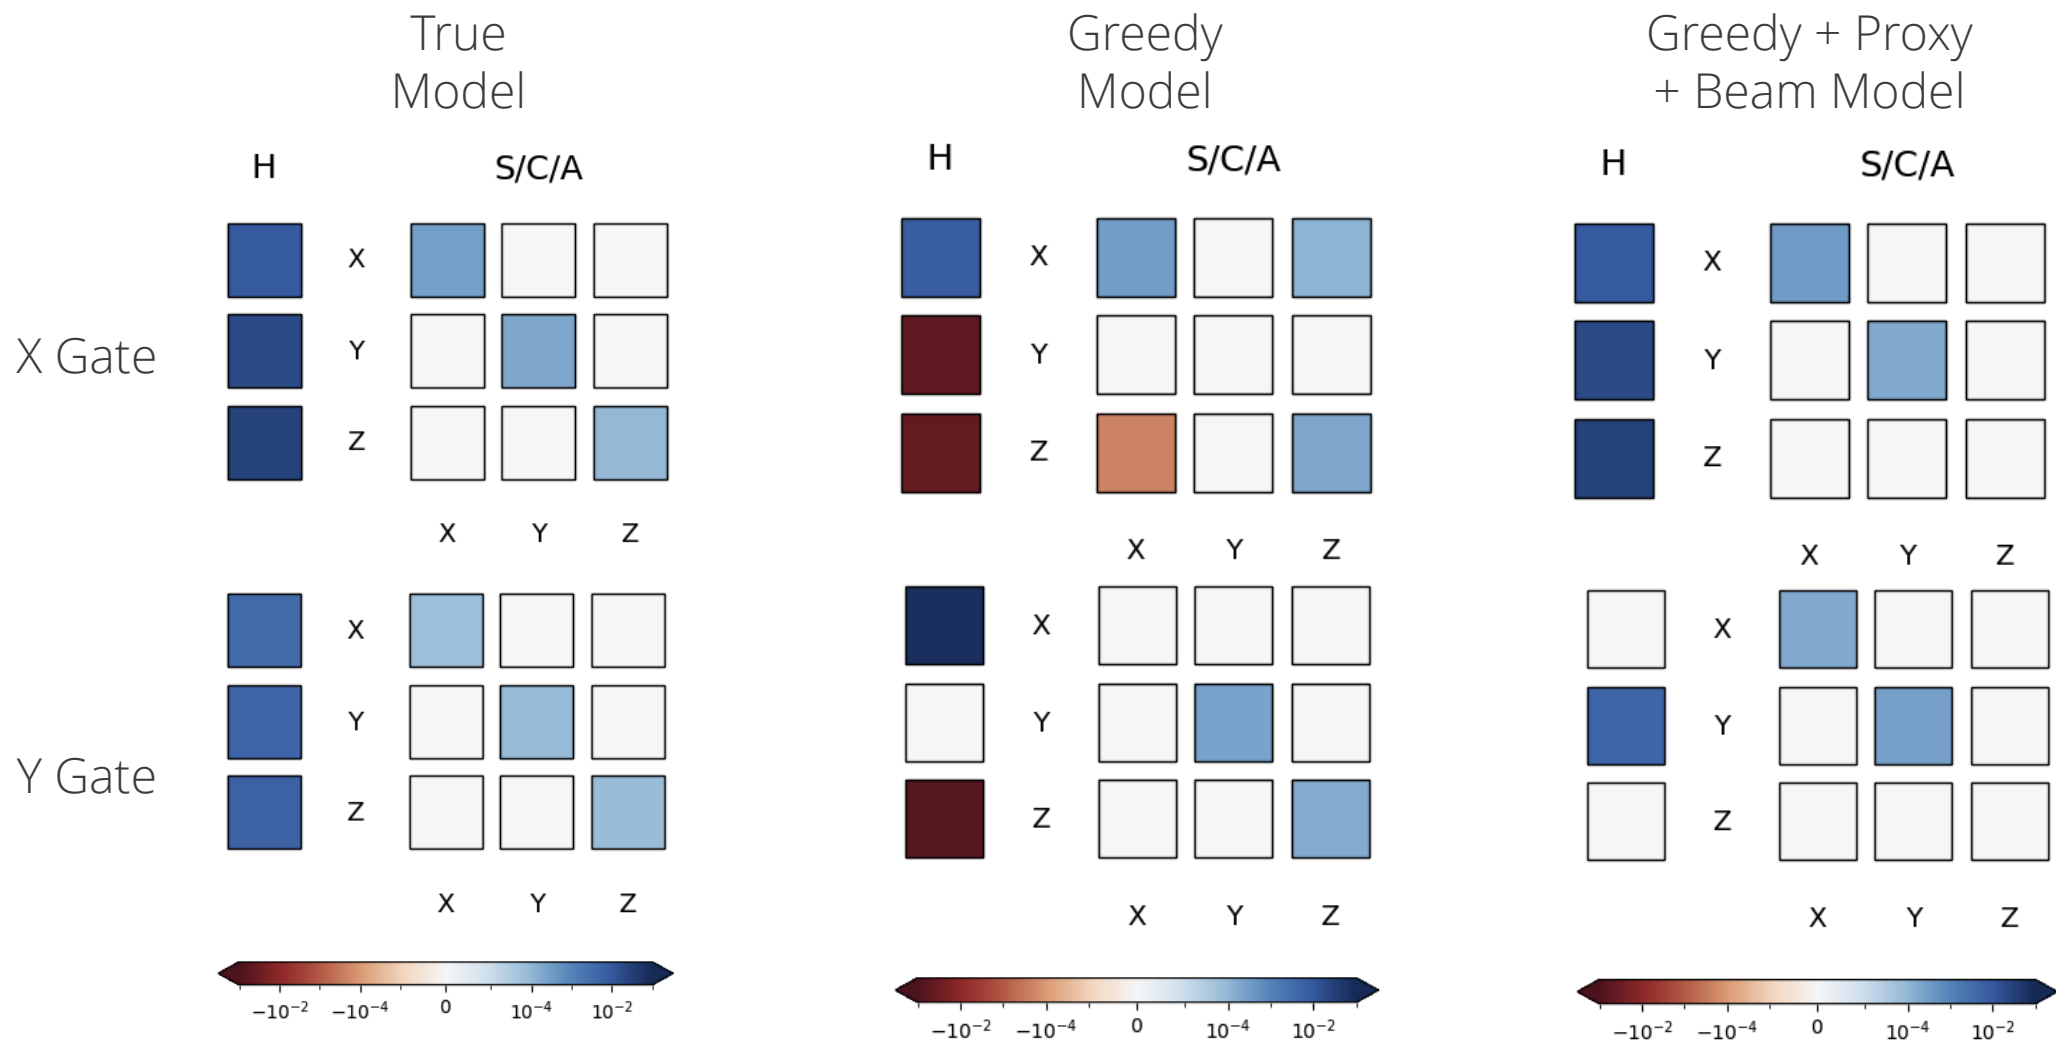 True
Model
Greedy
Model
Greedy + Proxy
+ Beam Model
H
S/C/A
H
S/C/A
H
S/C/A
X Gate
X
Y
Z
X Y Z
X
Y
Z
X Y Z
X
Y
Z
X Y Z
Y Gate
X
Y
Z
X Y Z
X
Y
Z
X Y Z
X
Y
Z
X Y Z
−10⁻² −10⁻⁴ 0 10⁻⁴ 10⁻²
−10⁻² −10⁻⁴ 0 10⁻⁴ 10⁻²
−10⁻² −10⁻⁴ 0 10⁻⁴ 10⁻²